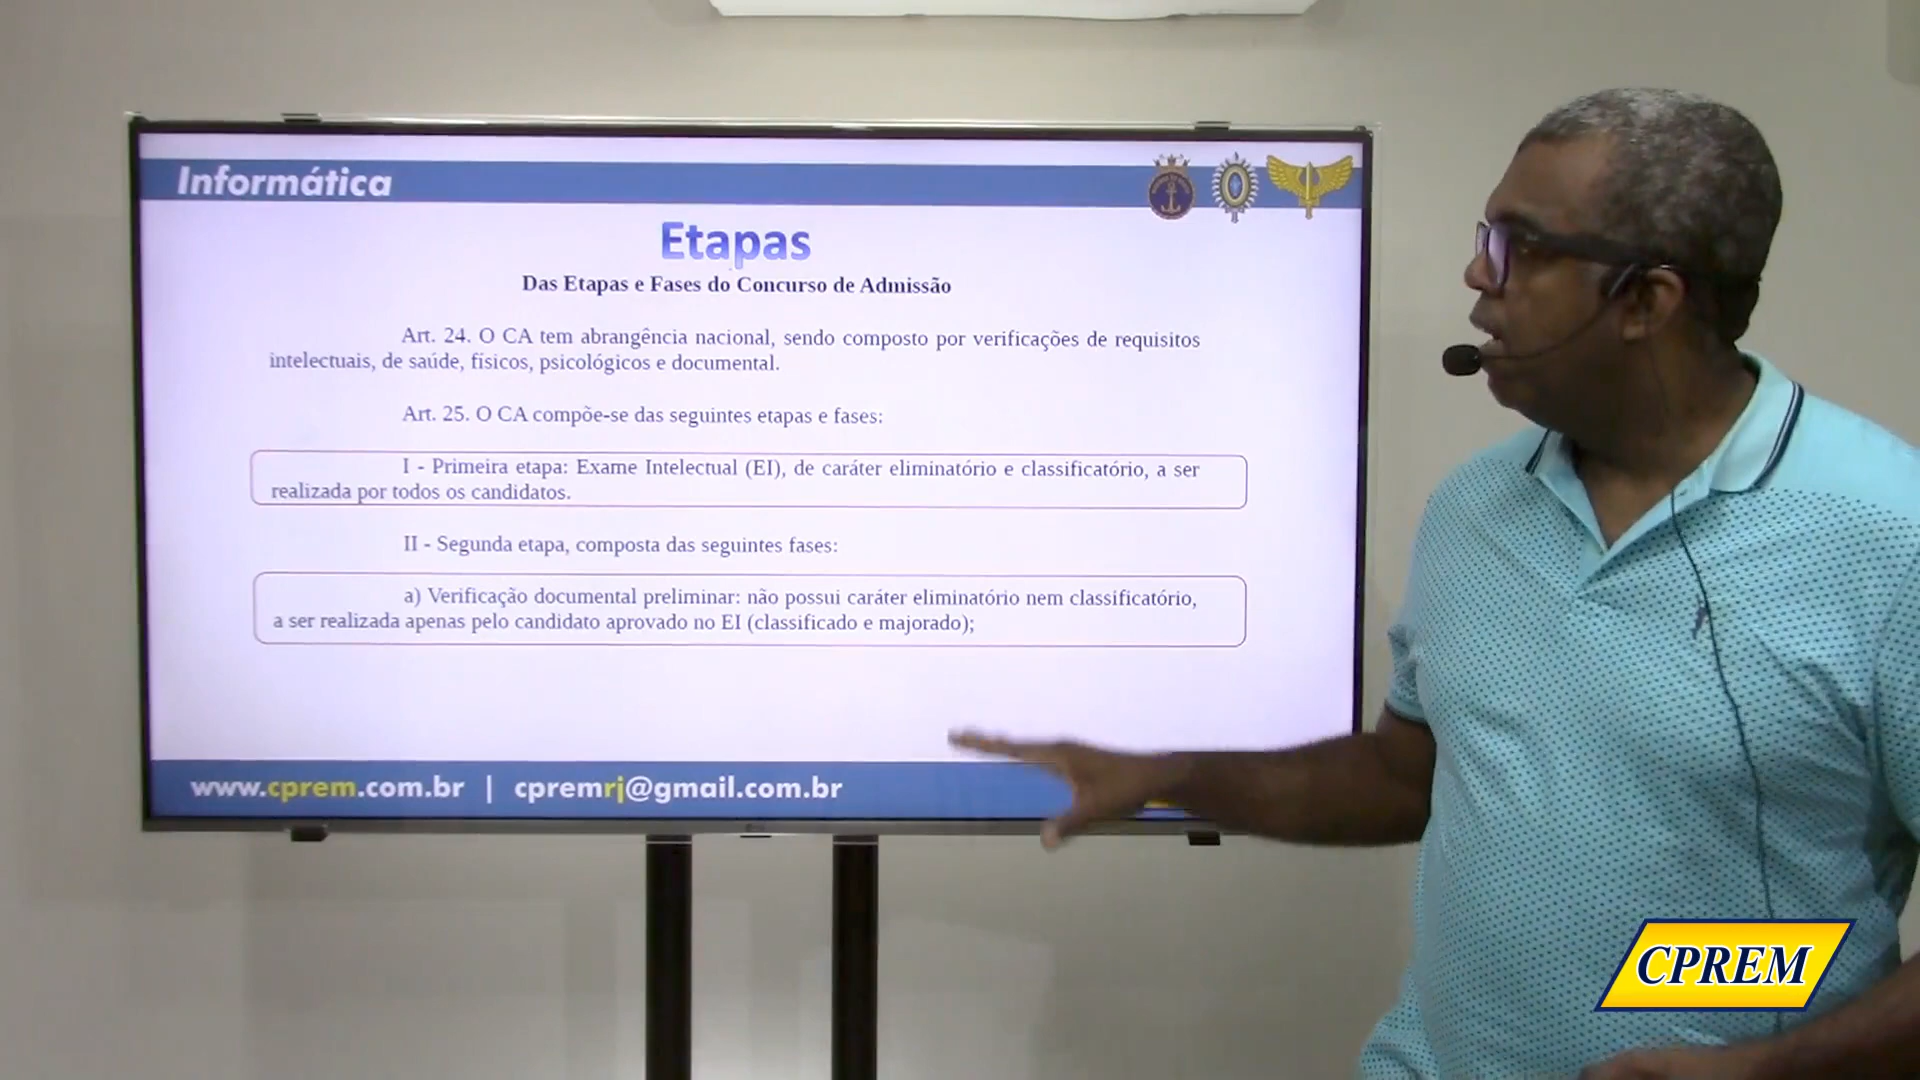 Informática
Etapas
Das Etapas e Fases do Concurso de Admissão
Art. 24. O CA tem abrangência nacional, sendo composto por verificações de requisitos
intelectuais, de saúde, físicos, psicológicos e documental.
Art. 25. O CA compõe-se das seguintes etapas e fases:
I - Primeira etapa: Exame Intelectual (EI), de caráter eliminatório e classificatório, a ser
realizada por todos os candidatos.
II - Segunda etapa, composta das seguintes fases:
a) Verificação documental preliminar: não possui caráter eliminatório nem classificatório,
a ser realizada apenas pelo candidato aprovado no EI (classificado e majorado);
www.cprem.com.br | cpremrj@gmail.com.br
CPREM